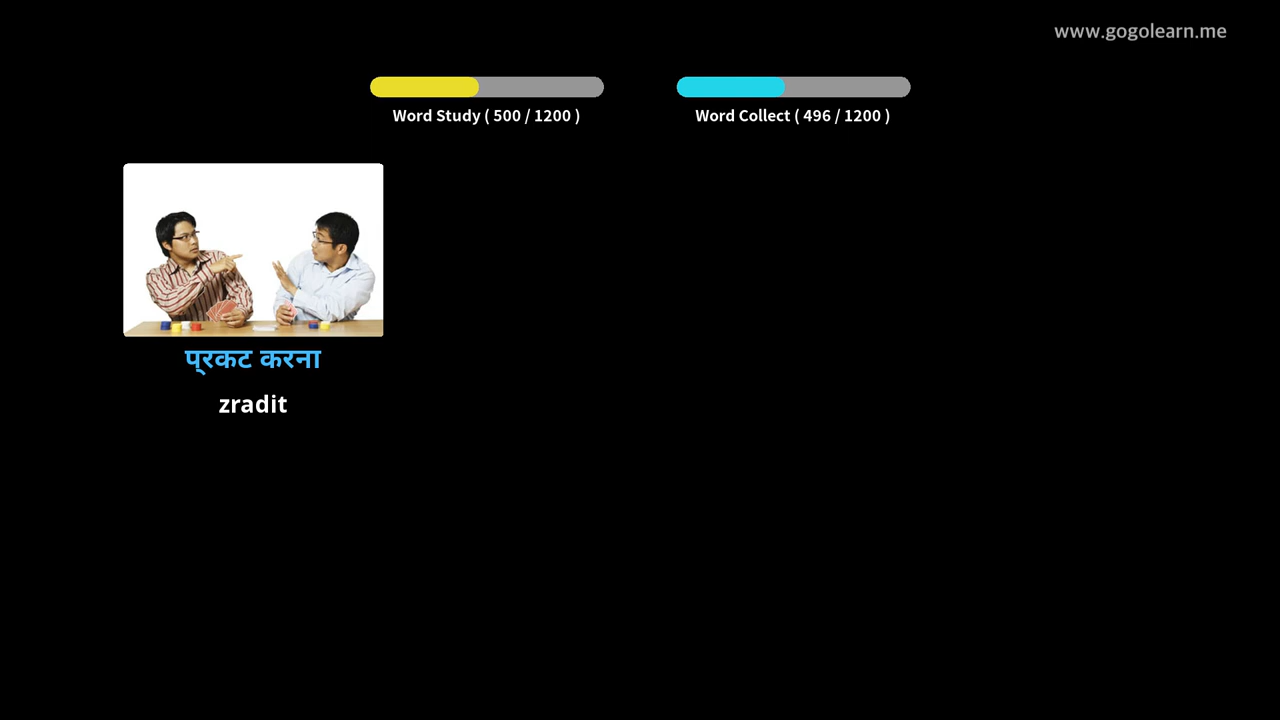 www.gogolearn.me
Word Study ( 500 / 1200 )
Word Collect ( 496 / 1200 )
प्रकट करना
zradit